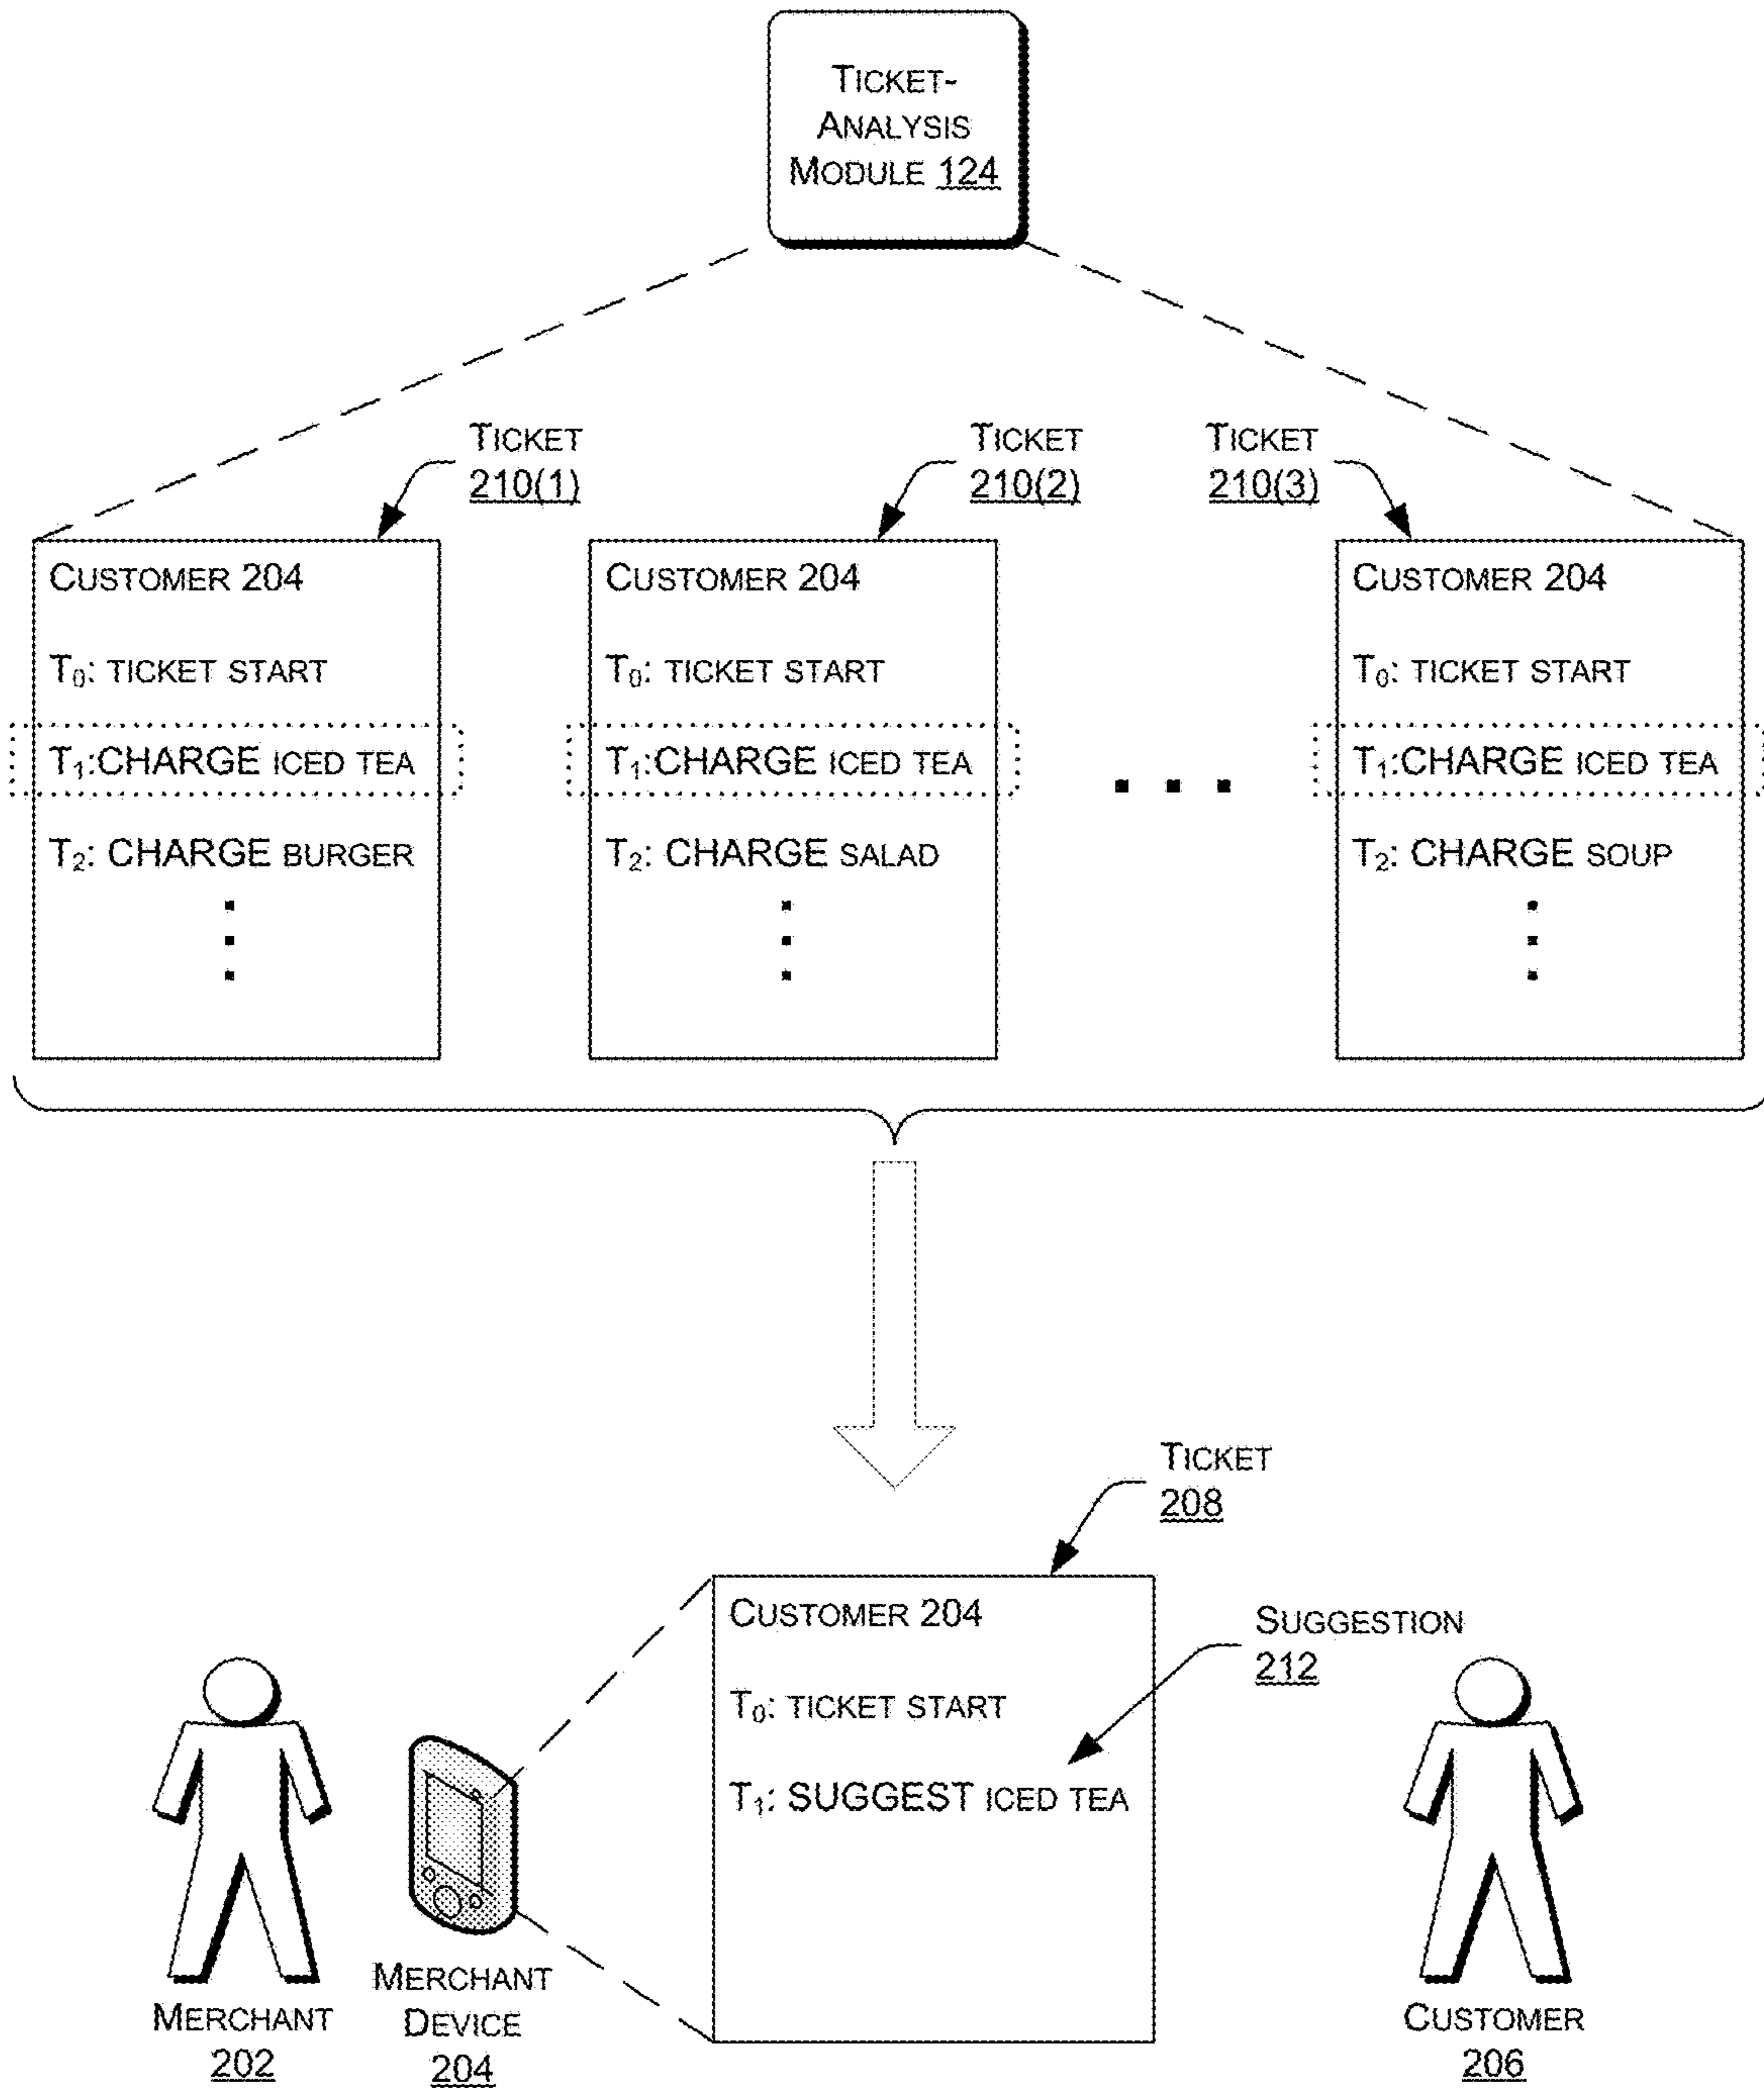 TICKET-
ANALYSIS
MODULE 124
TICKET
210(1)
TICKET
210(2)
TICKET
210(3)
CUSTOMER 204
T0: TICKET START
T1:CHARGE ICED TEA
T2: CHARGE BURGER
CUSTOMER 204
T0: TICKET START
T1:CHARGE ICED TEA
T2: CHARGE SALAD
. . .
CUSTOMER 204
T0: TICKET START
T1:CHARGE ICED TEA
T2: CHARGE SOUP
TICKET
208
CUSTOMER 204
T0: TICKET START
T1: SUGGEST ICED TEA
SUGGESTION
212
MERCHANT
202
MERCHANT
DEVICE
204
CUSTOMER
206